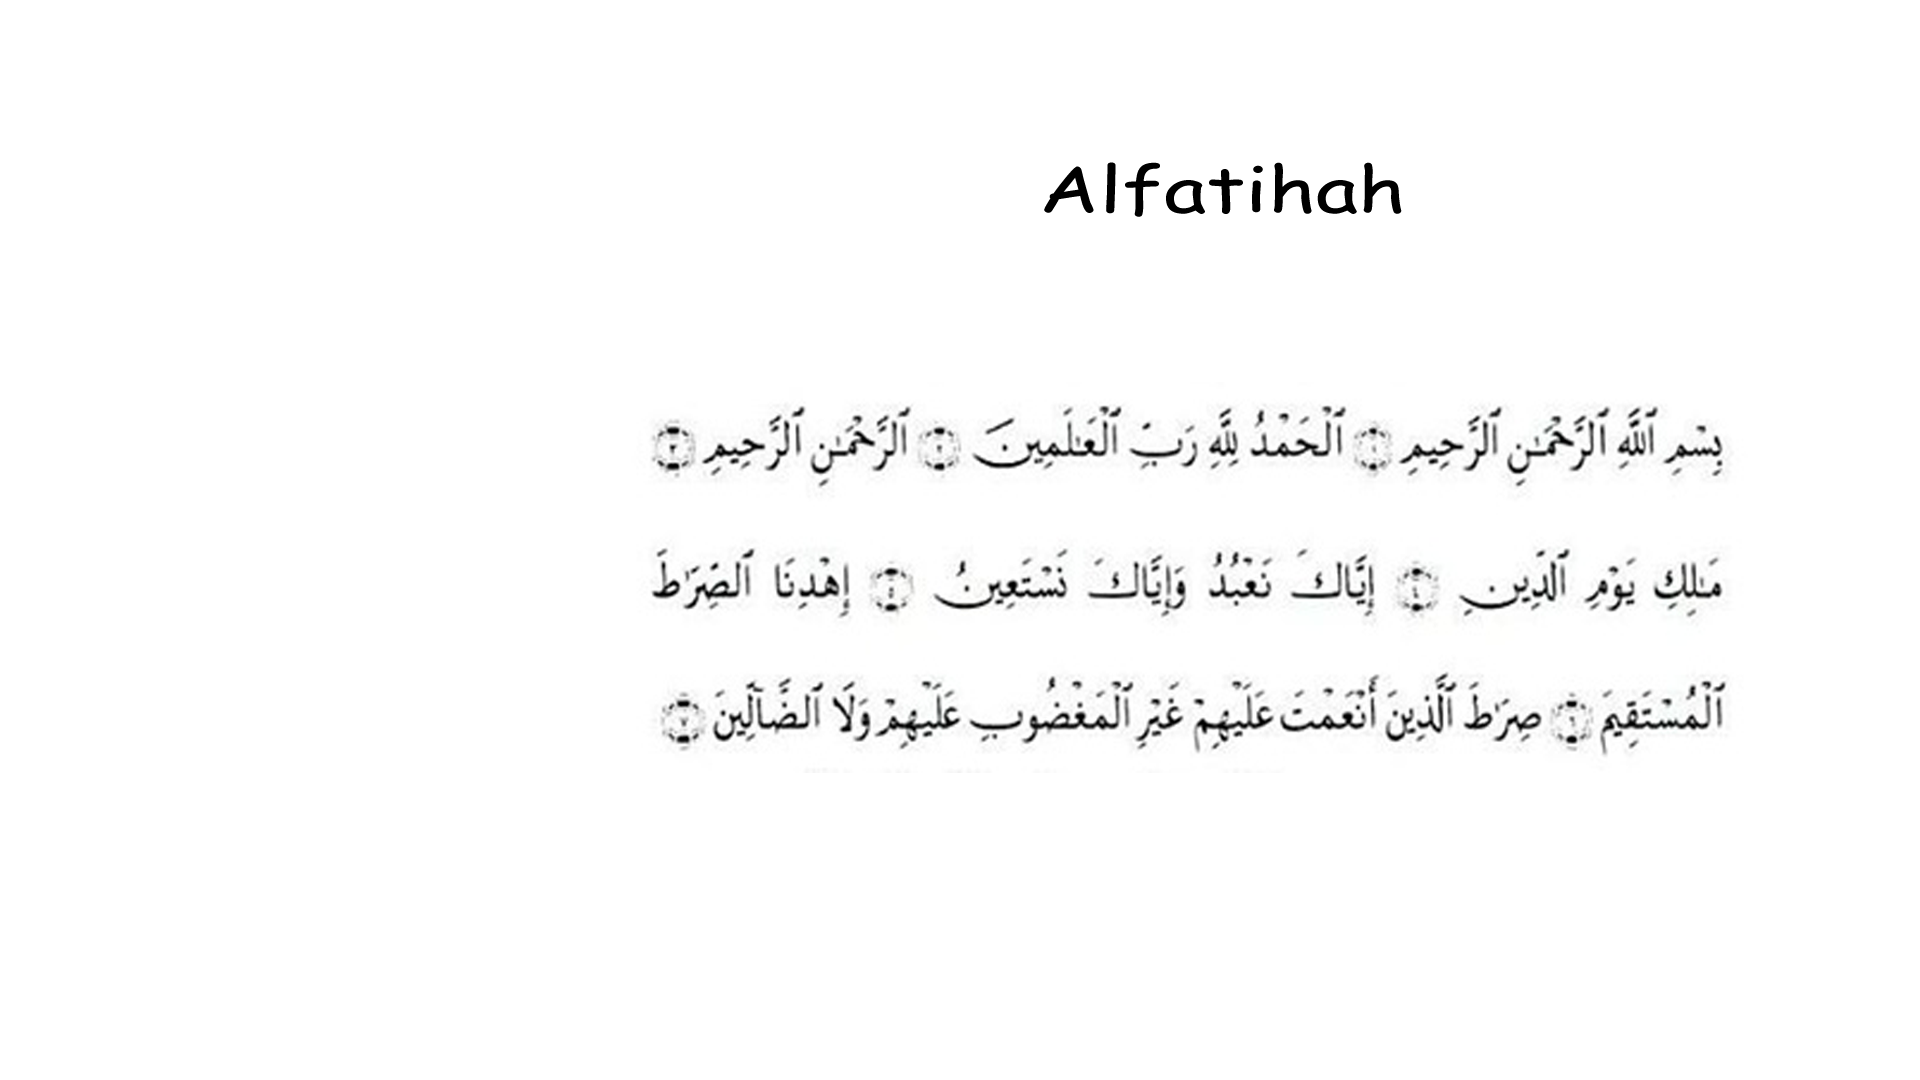 Alfatihah
بِسْمِ ٱللَّهِ ٱلرَّحْمَـٰنِ ٱلرَّحِيمِ ١ ٱلْحَمْدُ لِلَّهِ رَبِّ ٱلْعَـٰلَمِينَ ٢ ٱلرَّحْمَـٰنِ ٱلرَّحِيمِ ٣
مَـٰلِكِ يَوْمِ ٱلدِّينِ ٤ إِيَّاكَ نَعْبُدُ وَإِيَّاكَ نَسْتَعِينُ ٥ ٱهْدِنَا ٱلصِّرَٰطَ
ٱلْمُسْتَقِيمَ ٦ صِرَٰطَ ٱلَّذِينَ أَنْعَمْتَ عَلَيْهِمْ غَيْرِ ٱلْمَغْضُوبِ عَلَيْهِمْ وَلَا ٱلضَّآلِّينَ ٧